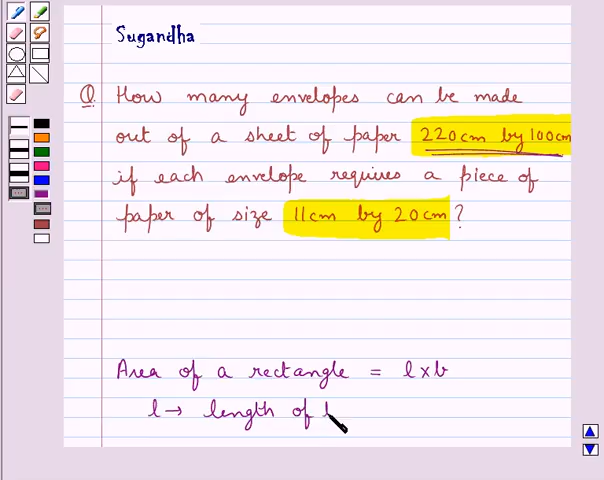 Sugandha
Q. How many envelopes can be made
out of a sheet of paper 220cm by 100cm
if each envelope requires a piece of
paper of size 11cm by 20cm?
Area of a rectangle = l × b
l → length of